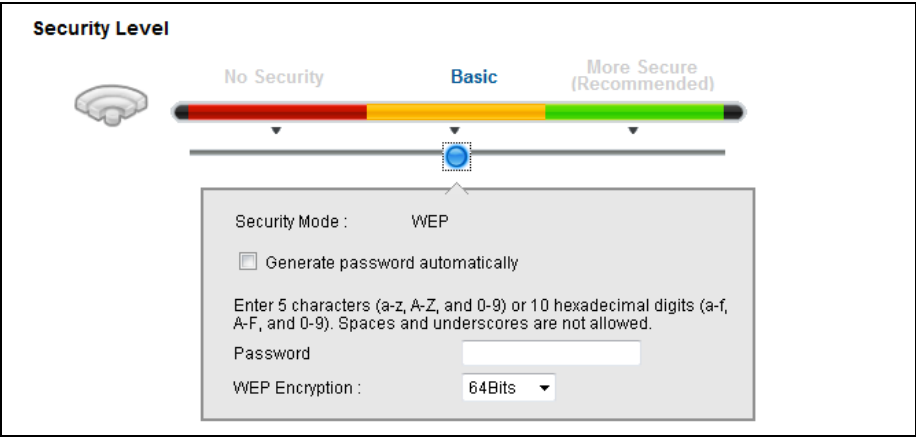 Security Level
No Security
Basic
More Secure
(Recommended)
Security Mode :
WEP
Generate password automatically
Enter 5 characters (a-z, A-Z, and 0-9) or 10 hexadecimal digits (a-f,
A-F, and 0-9). Spaces and underscores are not allowed.
Password
WEP Encryption :
64Bits